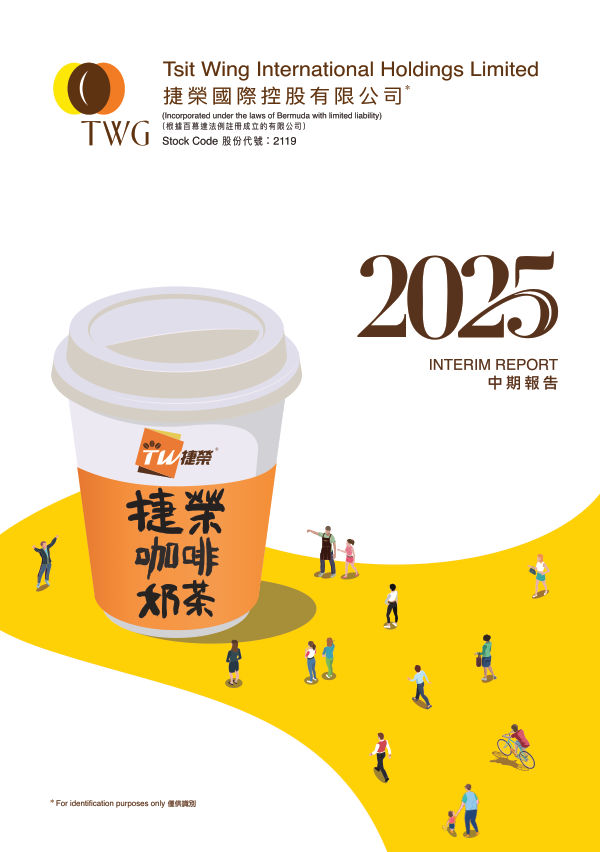 TWG
Tsit Wing International Holdings Limited
捷榮國際控股有限公司*
(Incorporated under the laws of Bermuda with limited liability)
(根據百慕達法例註冊成立的有限公司)
Stock Code 股份代號：2119
2025
INTERIM REPORT
中期報告
TW捷榮®
捷榮
咖啡
奶茶
* For identification purposes only 僅供識別